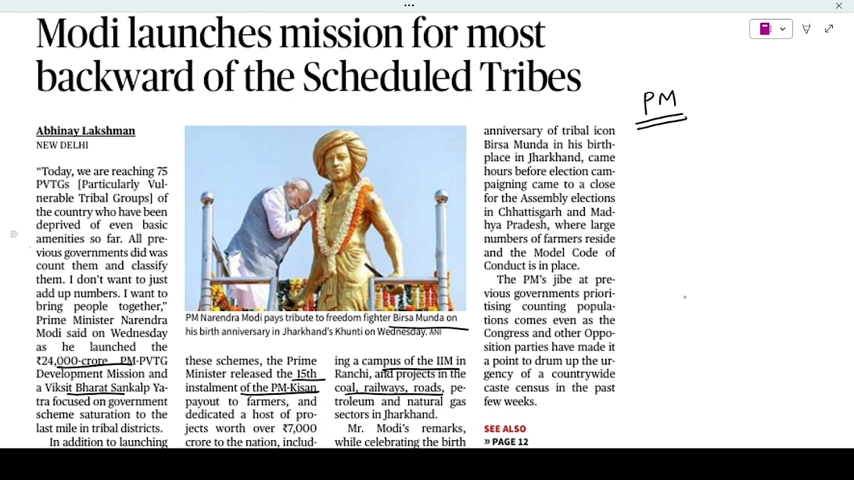 Modi launches mission for most
backward of the Scheduled Tribes
PM
Abhinay Lakshman
NEW DELHI
“Today, we are reaching 75
PVTGs [Particularly Vul-
nerable Tribal Groups] of
the country who have been
deprived of even basic
amenities so far. All pre-
vious governments did was
count them and classify
them. I don’t want to just
add up numbers. I want to
bring people together,”
Prime Minister Narendra
Modi said on Wednesday
as he launched the
₹24,000-crore PM-PVTG
Development Mission and
a Viksit Bharat Sankalp Ya-
tra focused on government
scheme saturation to the
last mile in tribal districts.
In addition to launching
PM Narendra Modi pays tribute to freedom fighter Birsa Munda on
his birth anniversary in Jharkhand’s Khunti on Wednesday. ANI
these schemes, the Prime
Minister released the 15th
instalment of the PM-Kisan
payout to farmers, and
dedicated a host of pro-
jects worth over ₹7,000
crore to the nation, includ-
ing a campus of the IIM in
Ranchi, and projects in the
coal, railways, roads, pe-
troleum and natural gas
sectors in Jharkhand.
Mr. Modi’s remarks,
while celebrating the birth
anniversary of tribal icon
Birsa Munda in his birth-
place in Jharkhand, came
hours before election cam-
paigning came to a close
for the Assembly elections
in Chhattisgarh and Mad-
hya Pradesh, where large
numbers of farmers reside
and the Model Code of
Conduct is in place.
The PM’s jibe at pre-
vious governments priori-
tising counting popula-
tions comes even as the
Congress and other Oppo-
sition parties have made it
a point to drum up the ur-
gency of a countrywide
caste census in the past
few weeks.
SEE ALSO
» PAGE 12